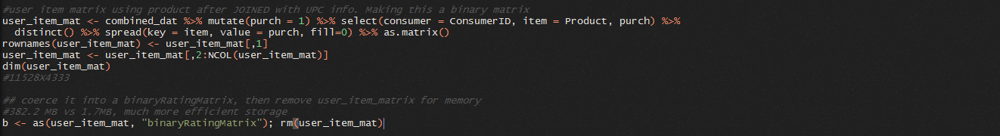 #user item matrix using product after JOINED with UPC info. Making this a binary matrix
user_item_mat <- combined_dat %>% mutate(purch = 1) %>% select(consumer = ConsumerID, item = Product, purch) %>%
  distinct() %>% spread(key = item, value = purch, fill=0) %>% as.matrix()
rownames(user_item_mat) <- user_item_mat[,1]
user_item_mat <- user_item_mat[,2:NCOL(user_item_mat)]
dim(user_item_mat)
#11528X4333

## coerce it into a binaryRatingMatrix, then remove user_item_matrix for memory
#382.2 MB vs 1.7MB, much more efficient storage
b <- as(user_item_mat, "binaryRatingMatrix"); rm(user_item_mat)